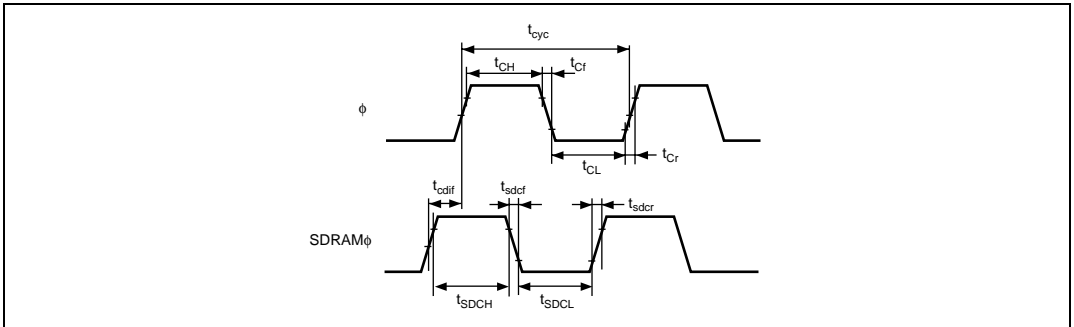 tcyc
tCH
tCf
ϕ
tCL
tCr
tcdif
tsdcf
tsdcr
SDRAMϕ
tSDCH
tSDCL